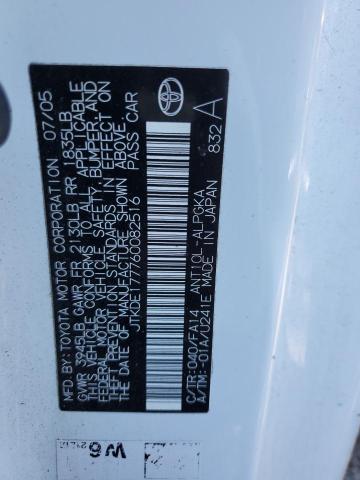 MFD.BY:TOYOTA MOTOR CORPORATION 07/05
GVWR 3945LB GAWR FR 2130LB RR 1835LB
THIS VEHICLE CONFORMS TO ALL APPLICABLE
FEDERAL MOTOR VEHICLE SAFETY, BUMPER, AND
THEFT PREVENTION STANDARDS IN EFFECT ON
THE DATE OF MANUFACTURE SHOWN ABOVE.
JTKDE177760082516 PASS CAR
C/TR:040/FA14 ANT10L-ALPGKA
A/TM:-01A/U241E MADE IN JAPAN
832 A
W6